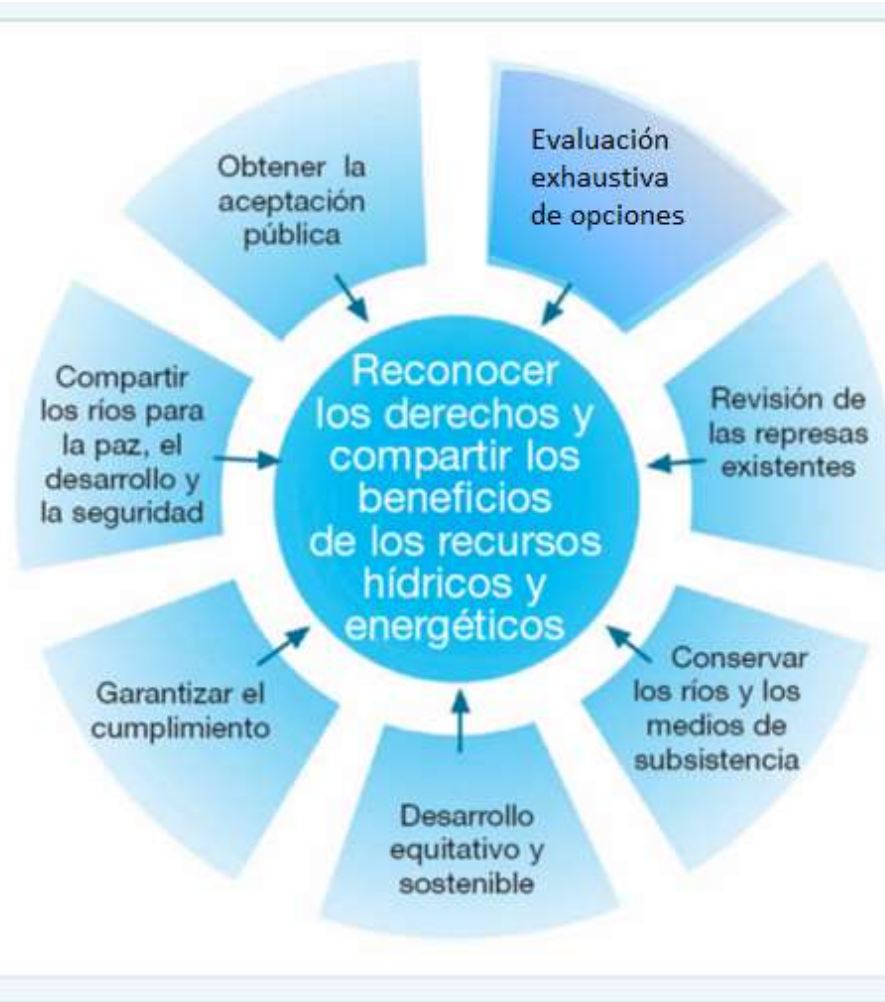 Obtener la
aceptación
pública
Evaluación
exhaustiva
de opciones
Compartir
los ríos para
la paz, el
desarrollo y
la seguridad
Reconocer
los derechos y
compartir los
beneficios
de los recursos
hídricos y
energéticos
Revisión de
las represas
existentes
Garantizar el
cumplimiento
Conservar
los ríos y los
medios de
subsistencia
Desarrollo
equitativo y
sostenible